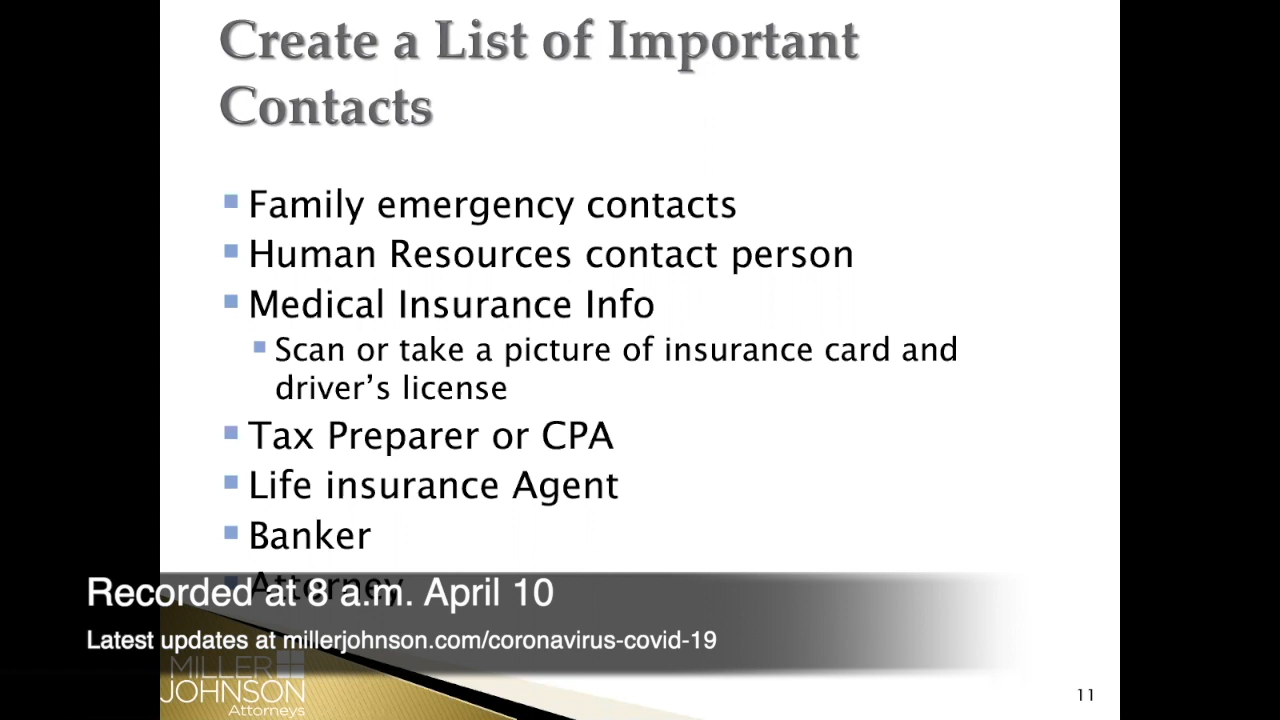 Create a List of Important
Contacts
Family emergency contacts
Human Resources contact person
Medical Insurance Info
Scan or take a picture of insurance card and
driver's license
Tax Preparer or CPA
Life insurance Agent
Banker
Attorney
Recorded at 8 a.m. April 10
Latest updates at millerjohnson.com/coronavirus-covid-19
MILLER
JOHNSON
Attorneys
11